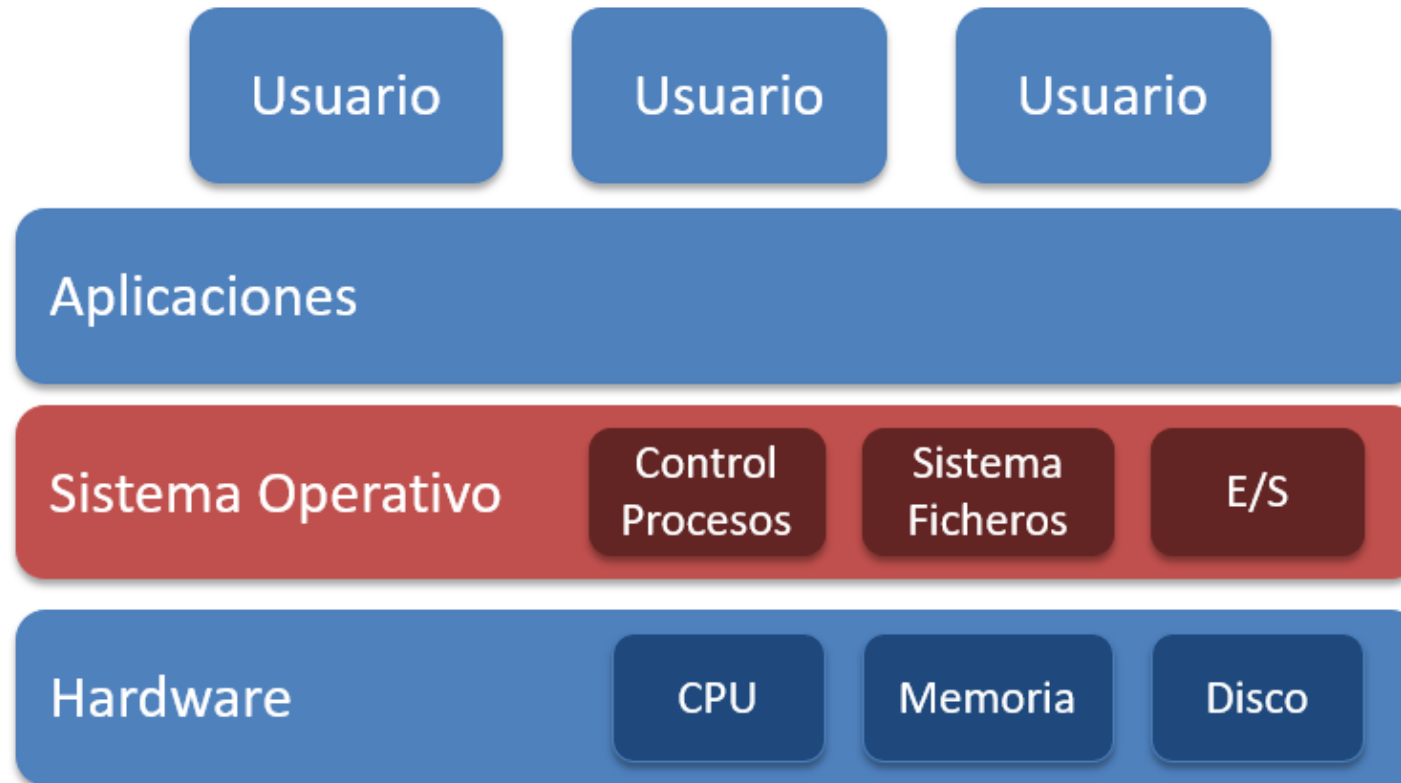 Usuario
Usuario
Usuario
Aplicaciones
Sistema Operativo
Control
Procesos
Sistema
Ficheros
E/S
Hardware
CPU
Memoria
Disco